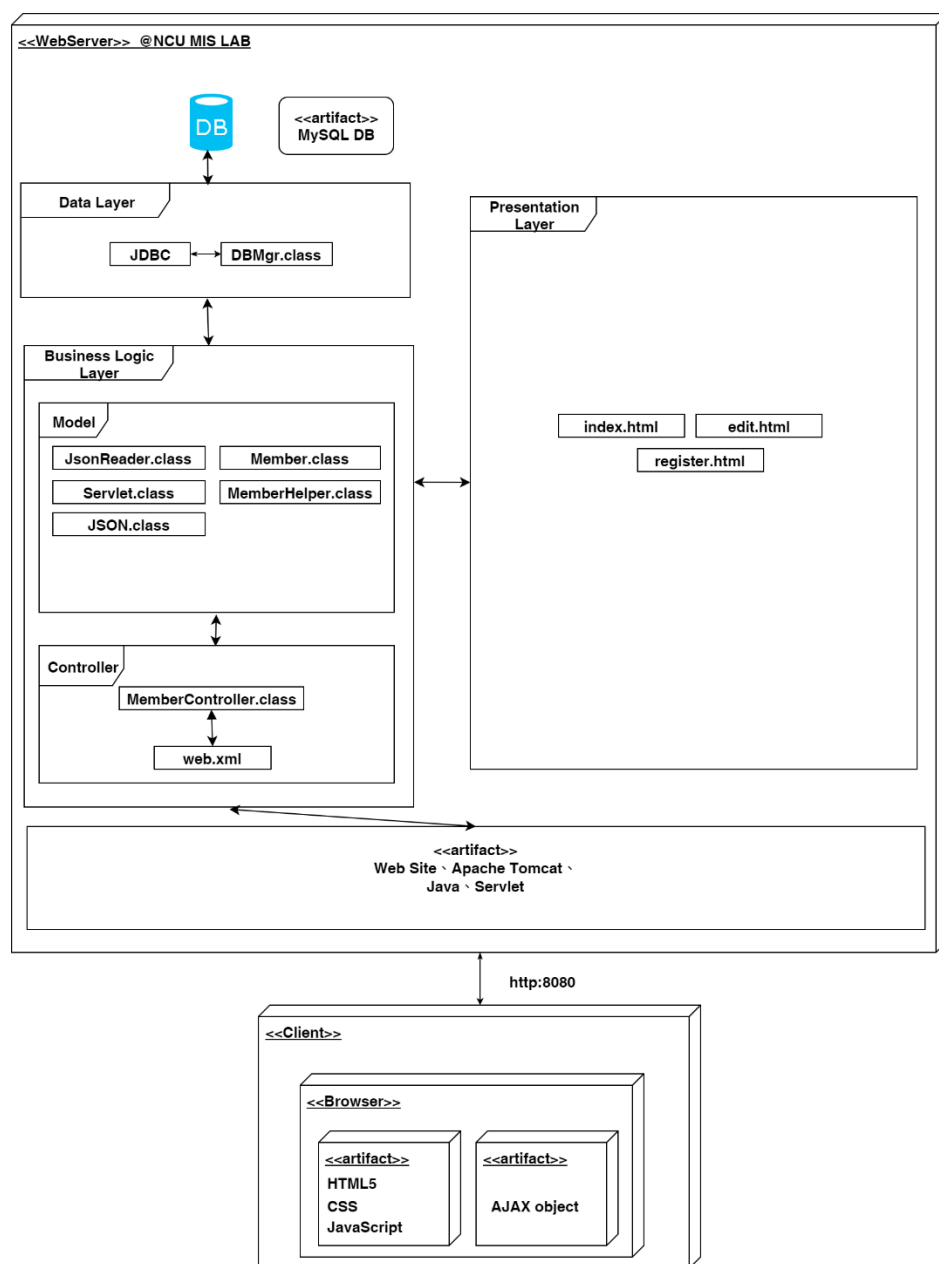 <<WebServer>> @NCU MIS LAB
DB
<<artifact>>
MySQL DB
Data Layer
JDBC
DBMgr.class
Presentation
Layer
Business Logic
Layer
Model
JsonReader.class
Member.class
Servlet.class
MemberHelper.class
JSON.class
index.html
edit.html
register.html
Controller
MemberController.class
web.xml
<<artifact>>
Web Site、Apache Tomcat、
Java、Servlet
http:8080
<<Client>>
<<Browser>>
<<artifact>>
HTML5
CSS
JavaScript
<<artifact>>
AJAX object